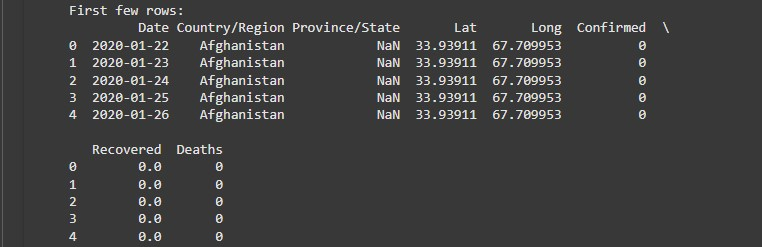 First few rows:
Date Country/Region Province/State Lat Long Confirmed \
0 2020-01-22 Afghanistan NaN 33.93911 67.709953 0
1 2020-01-23 Afghanistan NaN 33.93911 67.709953 0
2 2020-01-24 Afghanistan NaN 33.93911 67.709953 0
3 2020-01-25 Afghanistan NaN 33.93911 67.709953 0
4 2020-01-26 Afghanistan NaN 33.93911 67.709953 0
Recovered Deaths
0 0.0 0
1 0.0 0
2 0.0 0
3 0.0 0
4 0.0 0